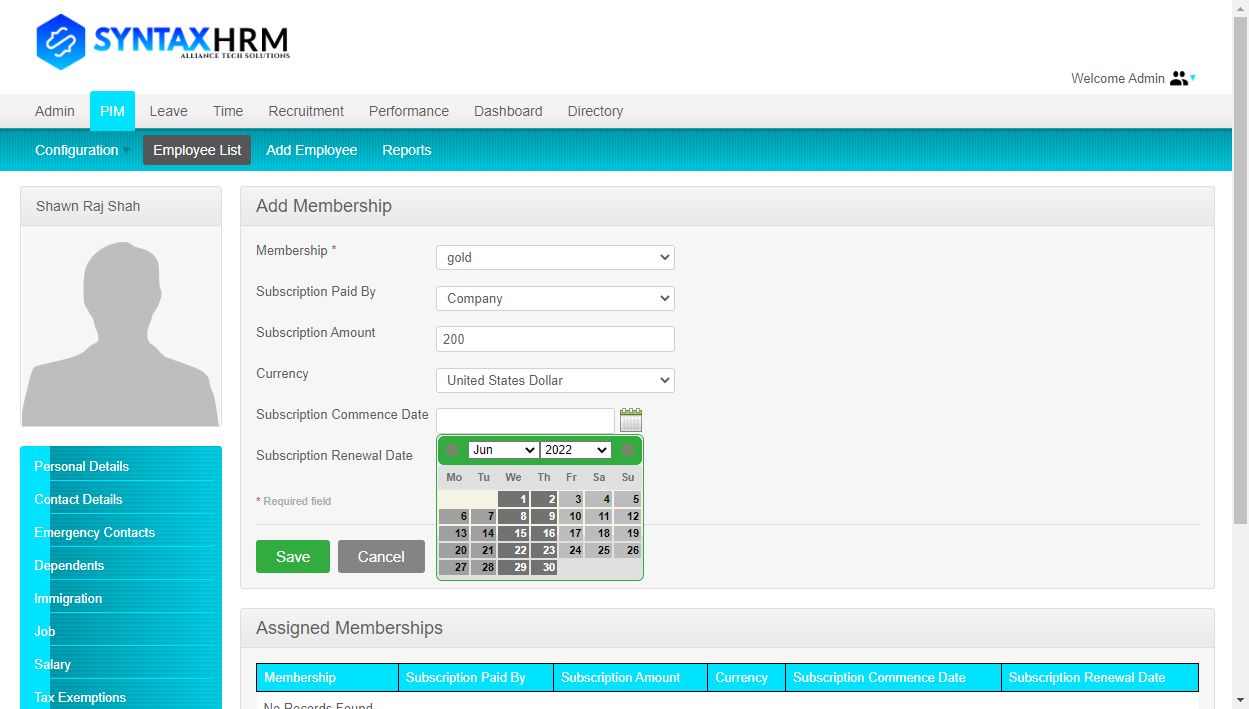 SYNTAXHRM
ALLIANCE TECH SOLUTIONS
Welcome Admin
Admin PIM Leave Time Recruitment Performance Dashboard Directory
Configuration Employee List Add Employee Reports
Shawn Raj Shah
Personal Details
Contact Details
Emergency Contacts
Dependents
Immigration
Job
Salary
Tax Exemptions
Add Membership
Membership * gold
Subscription Paid By Company
Subscription Amount 200
Currency United States Dollar
Subscription Commence Date
Subscription Renewal Date
Jun 2022
Mo Tu We Th Fr Sa Su
1 2 3 4 5
6 7 8 9 10 11 12
13 14 15 16 17 18 19
20 21 22 23 24 25 26
27 28 29 30
* Required field
Save Cancel
Assigned Memberships
Membership Subscription Paid By Subscription Amount Currency Subscription Commence Date Subscription Renewal Date
No Records Found